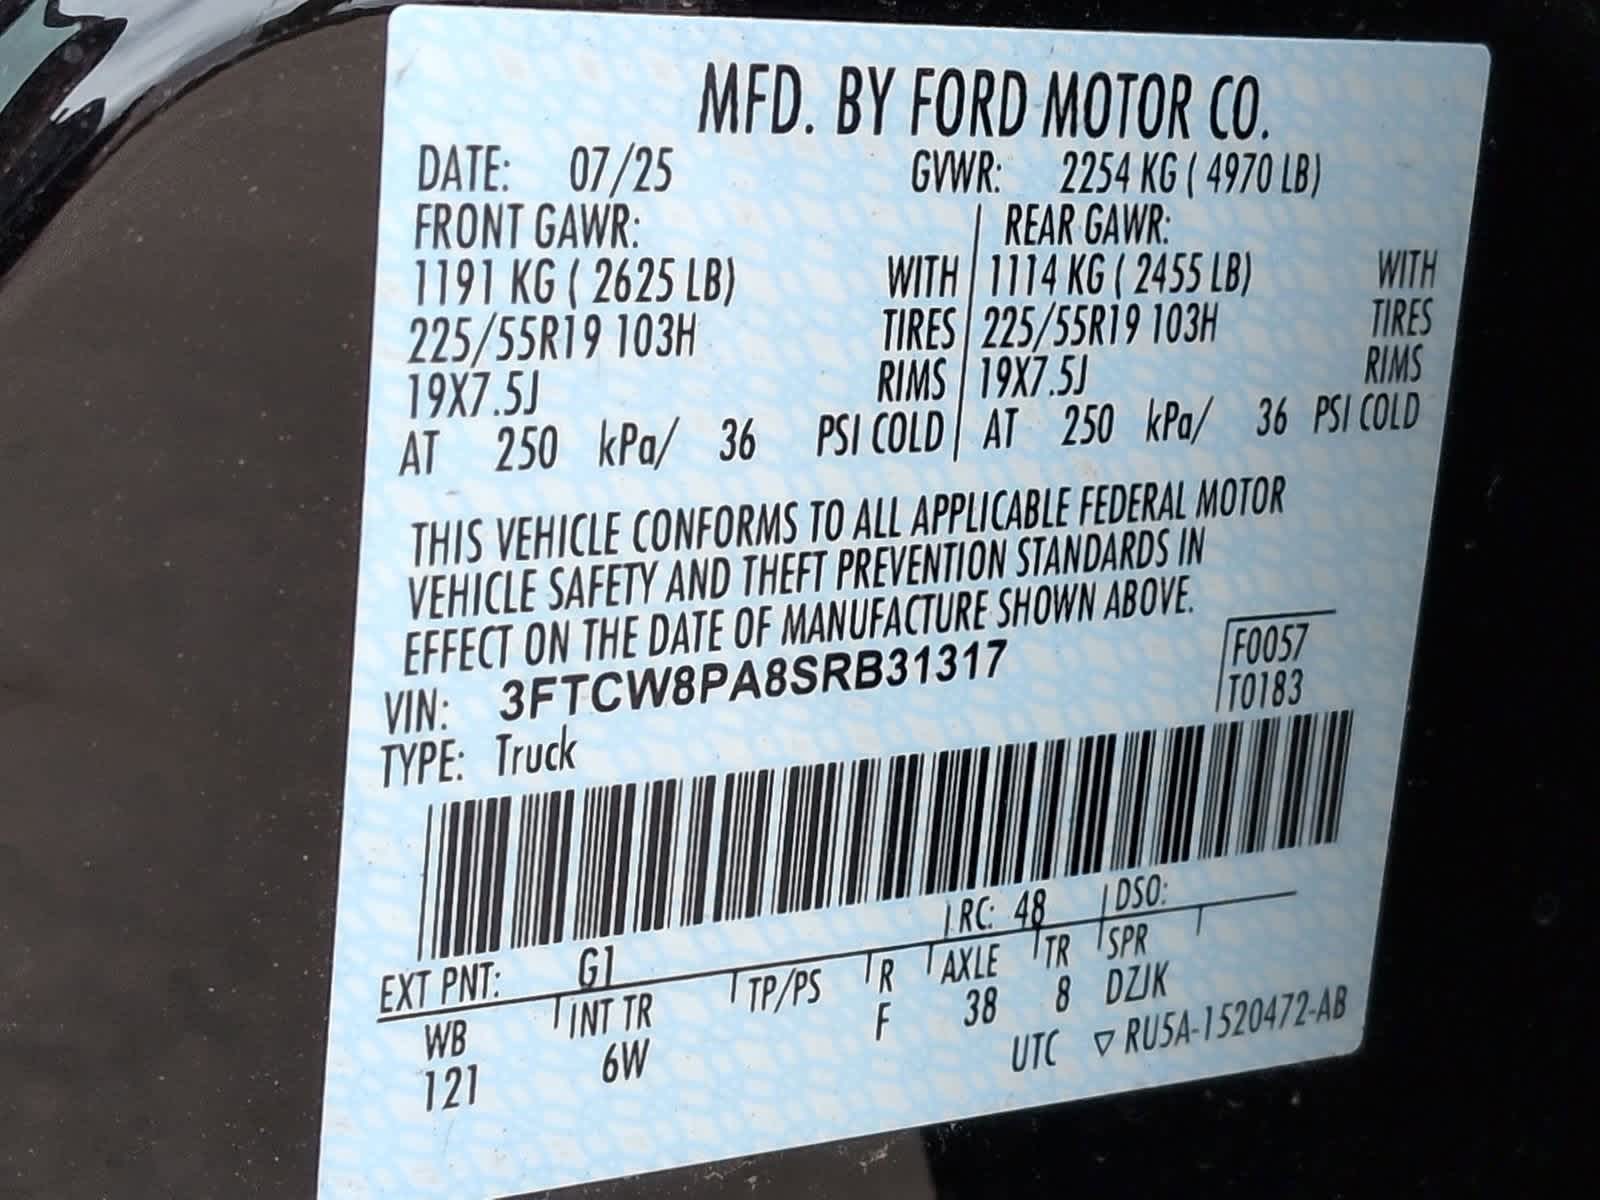 MFD. BY FORD MOTOR CO.
DATE: 07/25 GVWR: 2254 KG ( 4970 LB)
FRONT GAWR: REAR GAWR:
1191 KG ( 2625 LB) WITH 1114 KG ( 2455 LB) WITH
225/55R19 103H TIRES 225/55R19 103H TIRES
19X7.5J RIMS 19X7.5J RIMS
AT 250 kPa/ 36 PSI COLD AT 250 kPa/ 36 PSI COLD
THIS VEHICLE CONFORMS TO ALL APPLICABLE FEDERAL MOTOR
VEHICLE SAFETY AND THEFT PREVENTION STANDARDS IN
EFFECT ON THE DATE OF MANUFACTURE SHOWN ABOVE.
VIN: 3FTCW8PA8SRB31317 F0057
TYPE: Truck T0183
EXT PNT: G1 RC: 48 DSO:
WB INT TR TP/PS R AXLE TR SPR
121 6W F 38 8 DZJK
UTC ▽ RU5A-1520472-AB